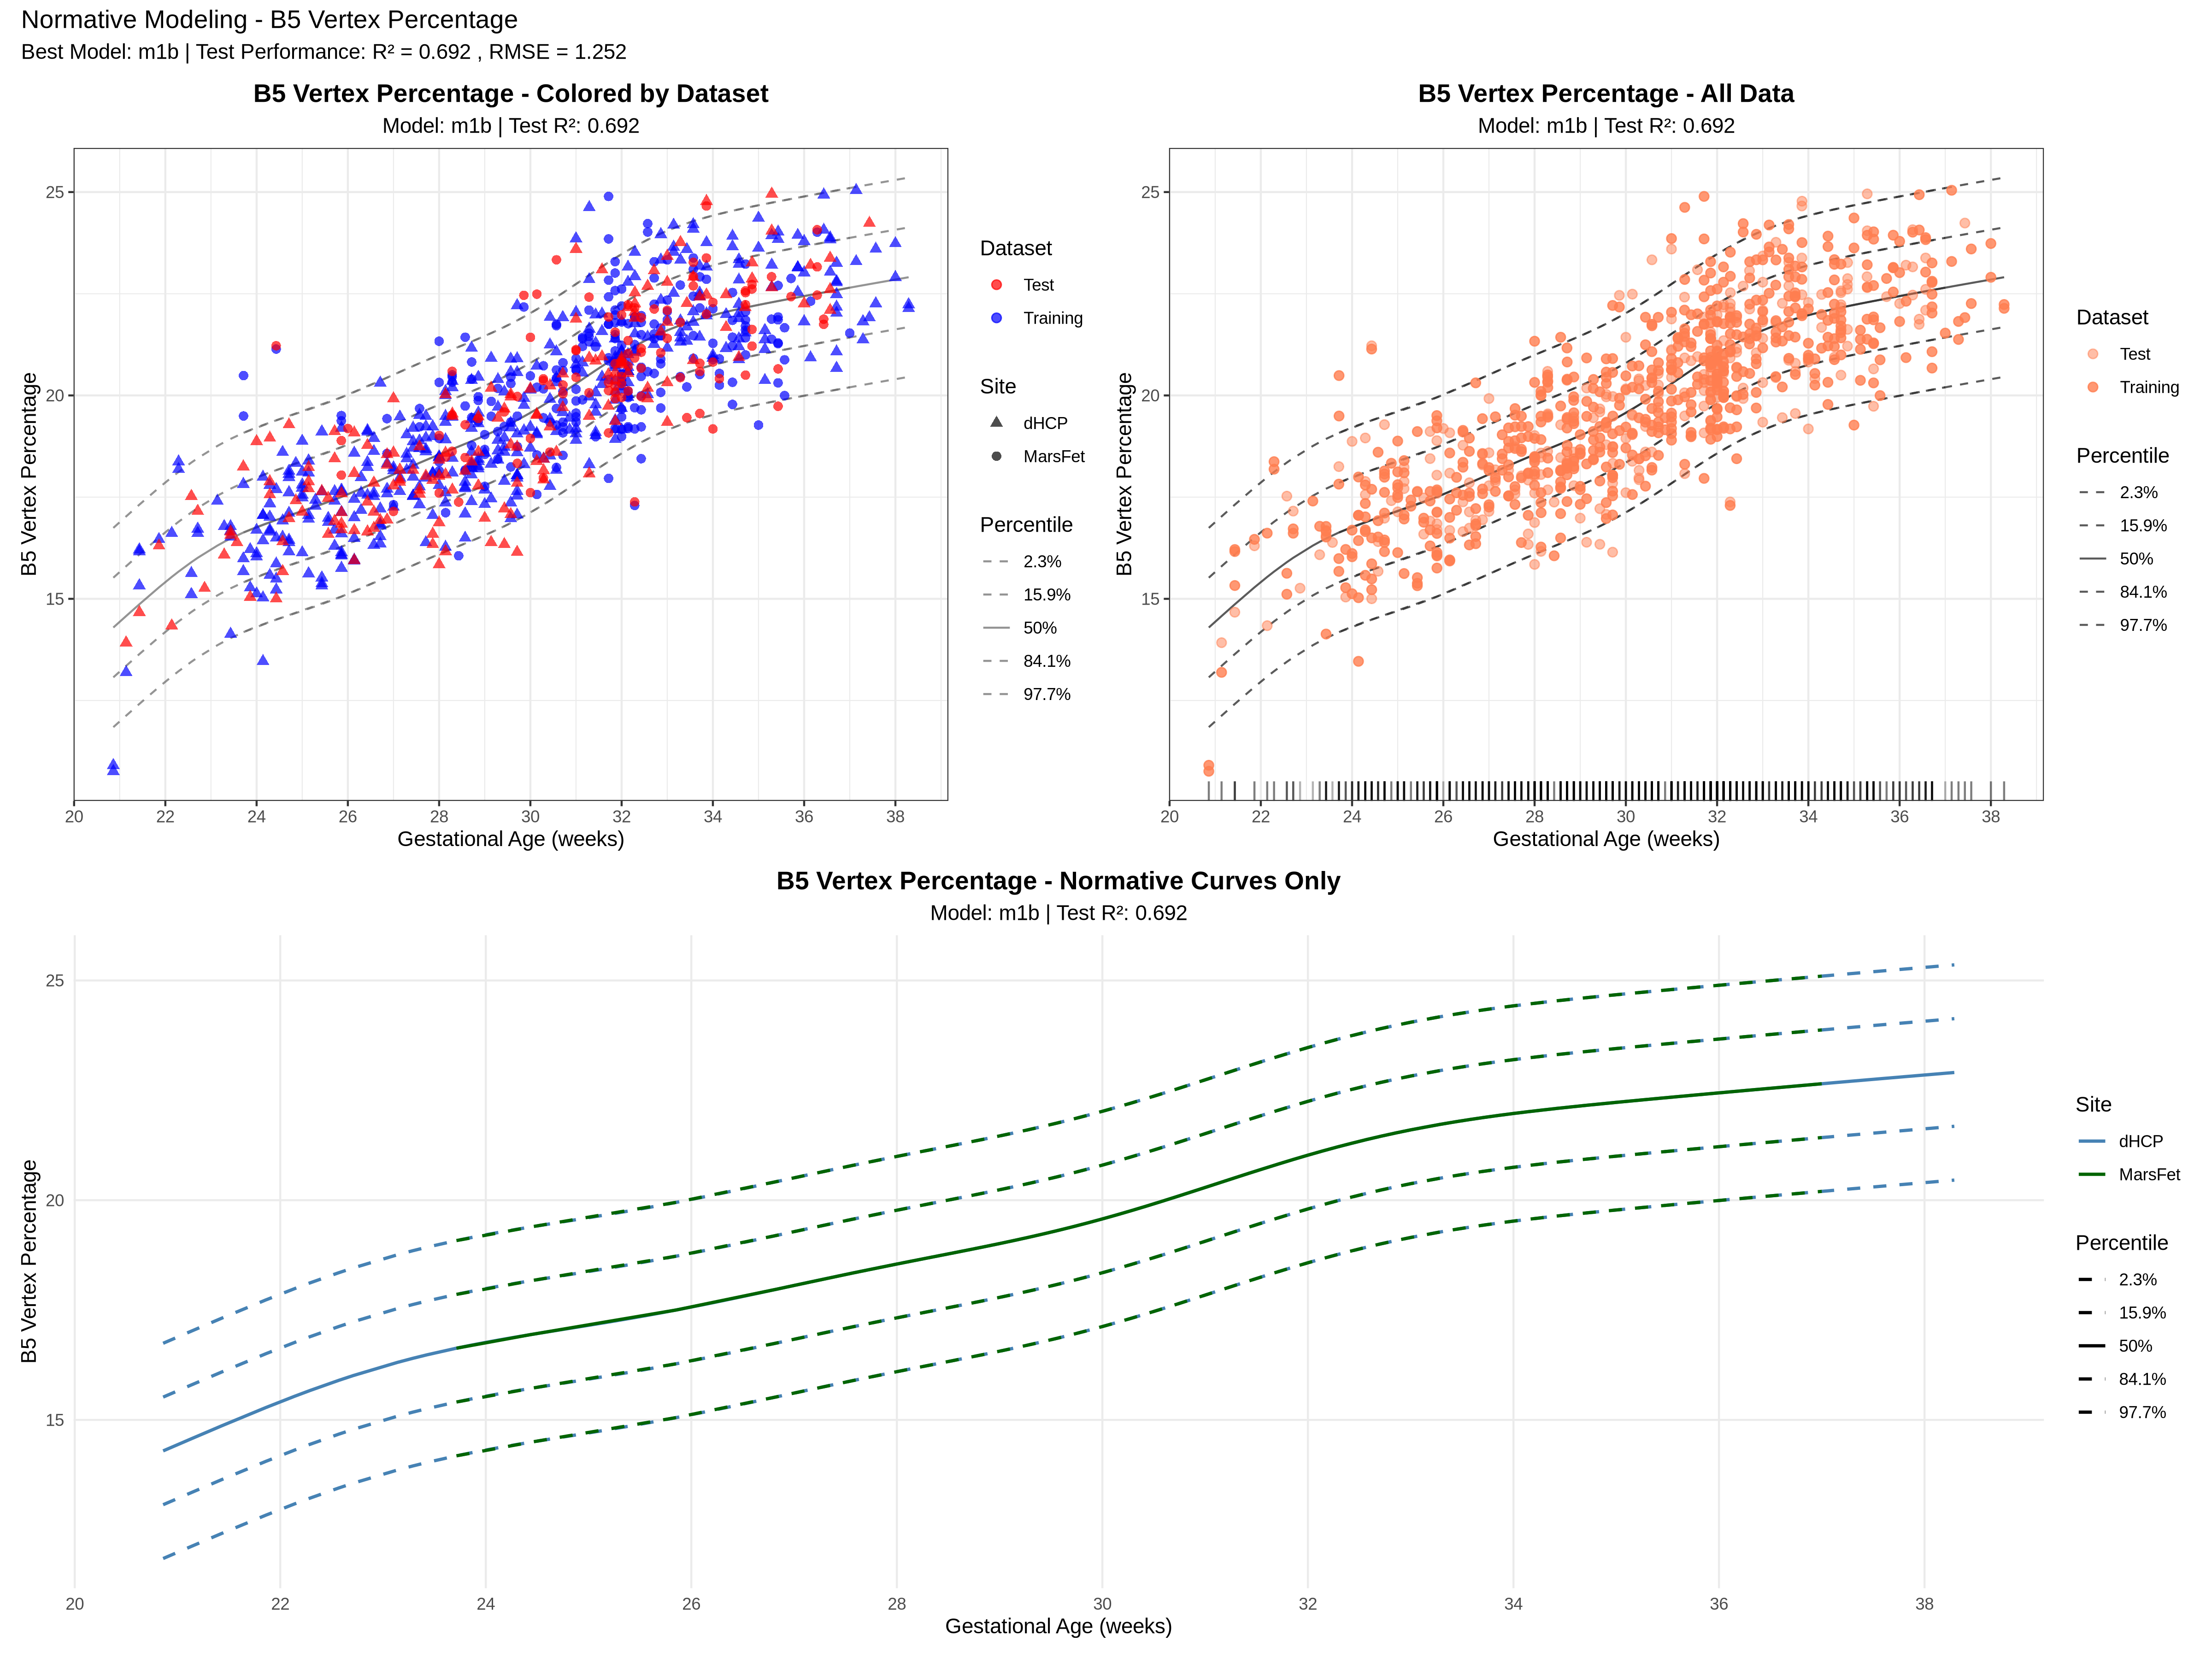 Normative Modeling - B5 Vertex Percentage
Best Model: m1b | Test Performance: R² = 0.692 , RMSE = 1.252
B5 Vertex Percentage - Colored by Dataset
Model: m1b | Test R²: 0.692
B5 Vertex Percentage
25
20
15
20 22 24 26 28 30 32 34 36 38
Gestational Age (weeks)
Dataset
Test
Training
Site
dHCP
MarsFet
Percentile
2.3%
15.9%
50%
84.1%
97.7%
B5 Vertex Percentage - All Data
Model: m1b | Test R²: 0.692
B5 Vertex Percentage
25
20
15
20 22 24 26 28 30 32 34 36 38
Gestational Age (weeks)
Dataset
Test
Training
Percentile
2.3%
15.9%
50%
84.1%
97.7%
B5 Vertex Percentage - Normative Curves Only
Model: m1b | Test R²: 0.692
B5 Vertex Percentage
25
20
15
20 22 24 26 28 30 32 34 36 38
Gestational Age (weeks)
Site
dHCP
MarsFet
Percentile
2.3%
15.9%
50%
84.1%
97.7%